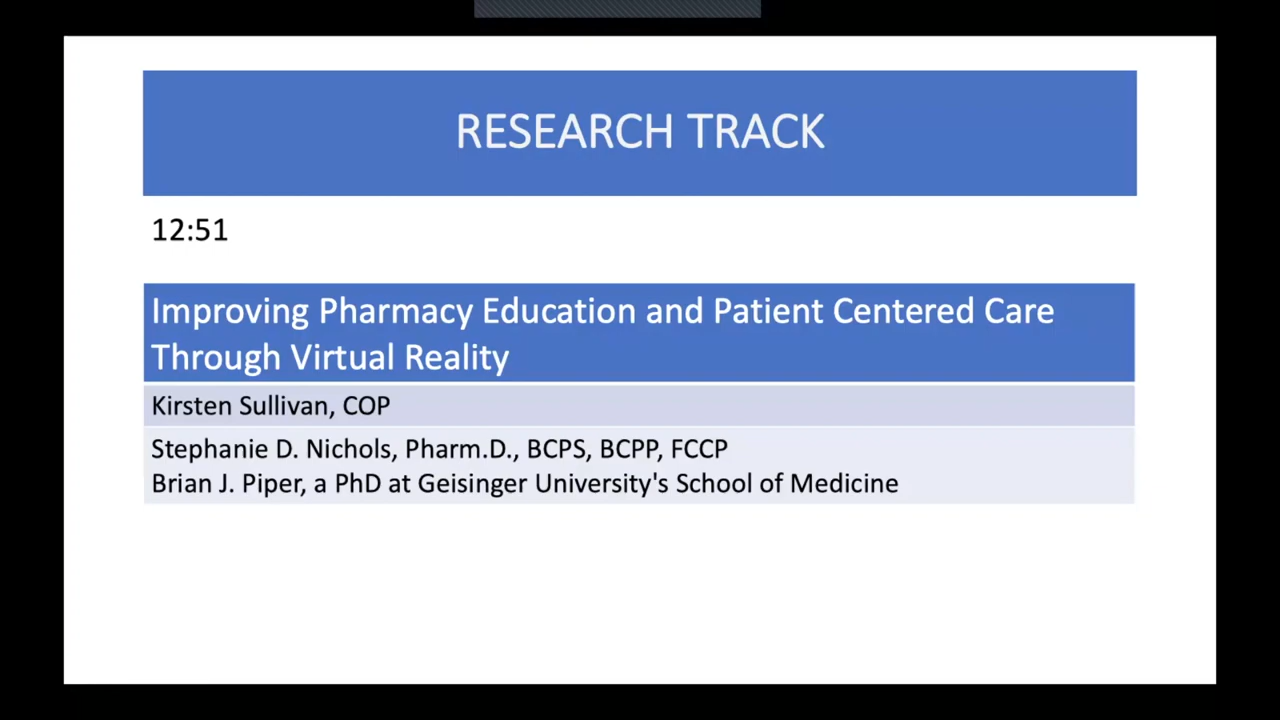 RESEARCH TRACK
12:51
Improving Pharmacy Education and Patient Centered Care
Through Virtual Reality
Kirsten Sullivan, COP
Stephanie D. Nichols, Pharm.D., BCPS, BCPP, FCCP
Brian J. Piper, a PhD at Geisinger University's School of Medicine